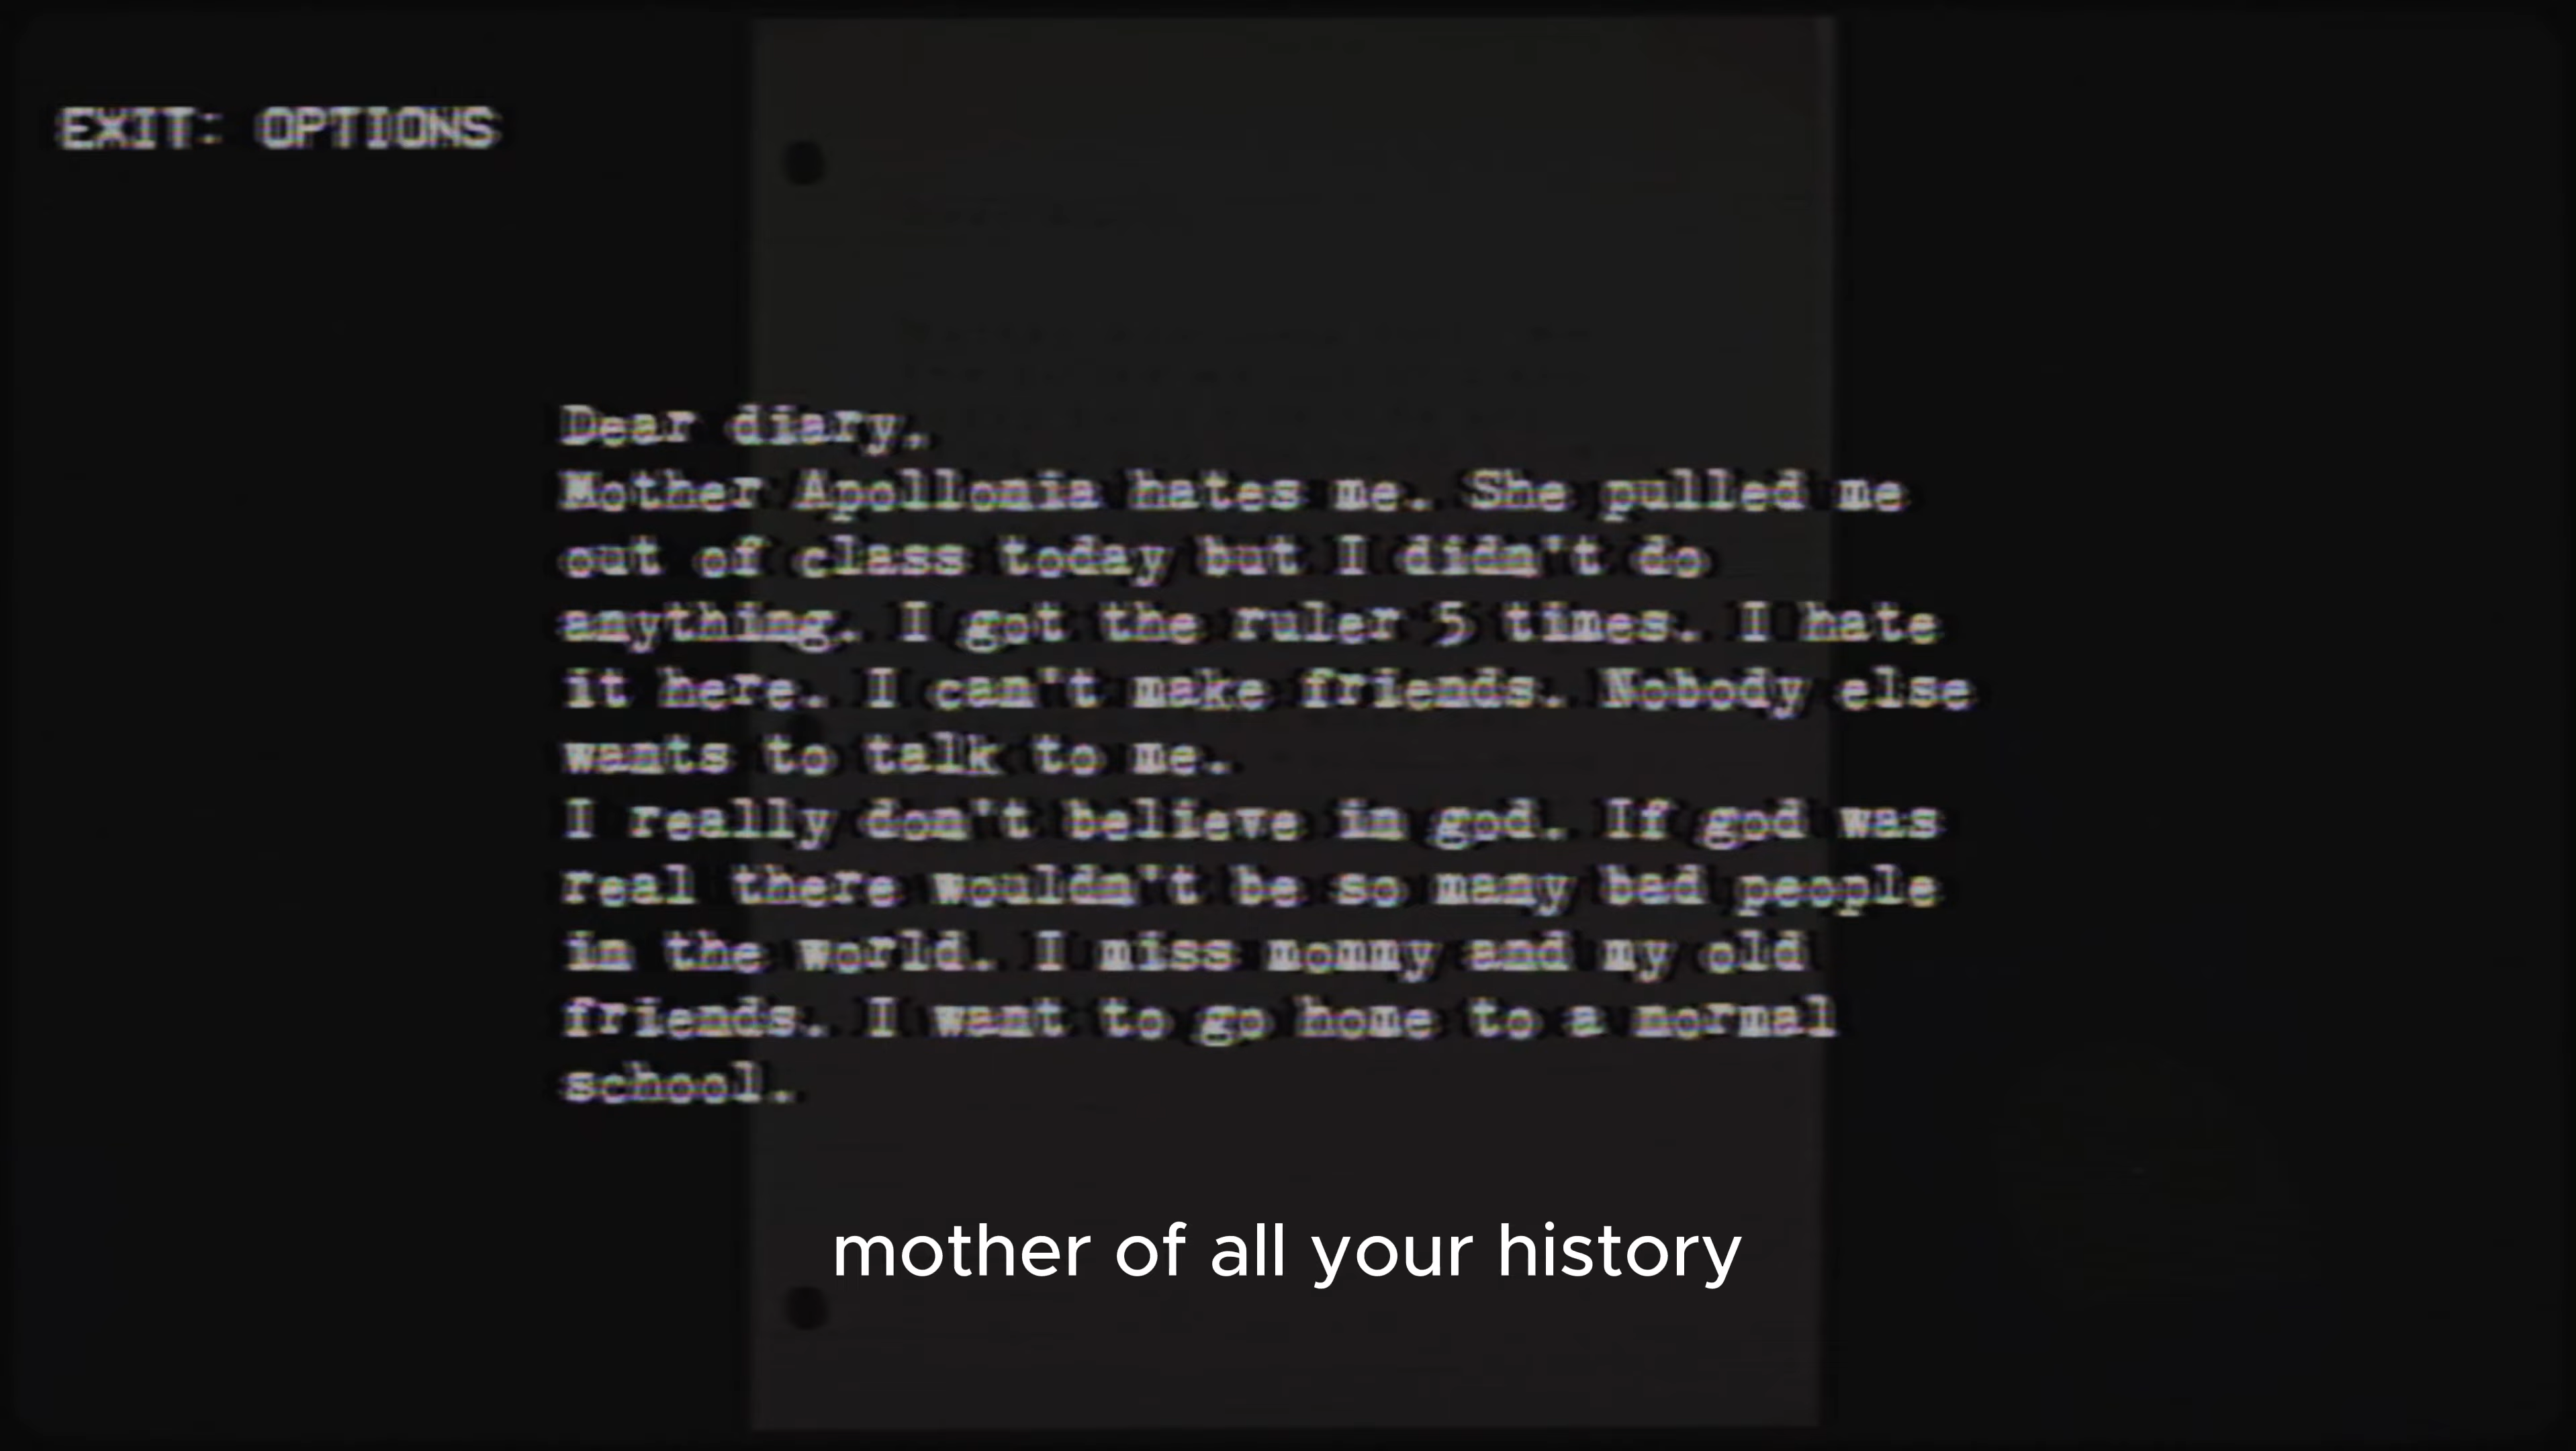 EXIT: OPTIONS
Dear diary,
Mother Apollonia hates me. She pulled me
out of class today but I didn't do
anything. I got the ruler 5 times. I hate
it here. I can't make friends. Nobody else
wants to talk to me.
I really don't believe in god. If god was
real there wouldn't be so many bad people
in the world. I miss mommy and my old
friends. I want to go home to a normal
school.
mother of all your history